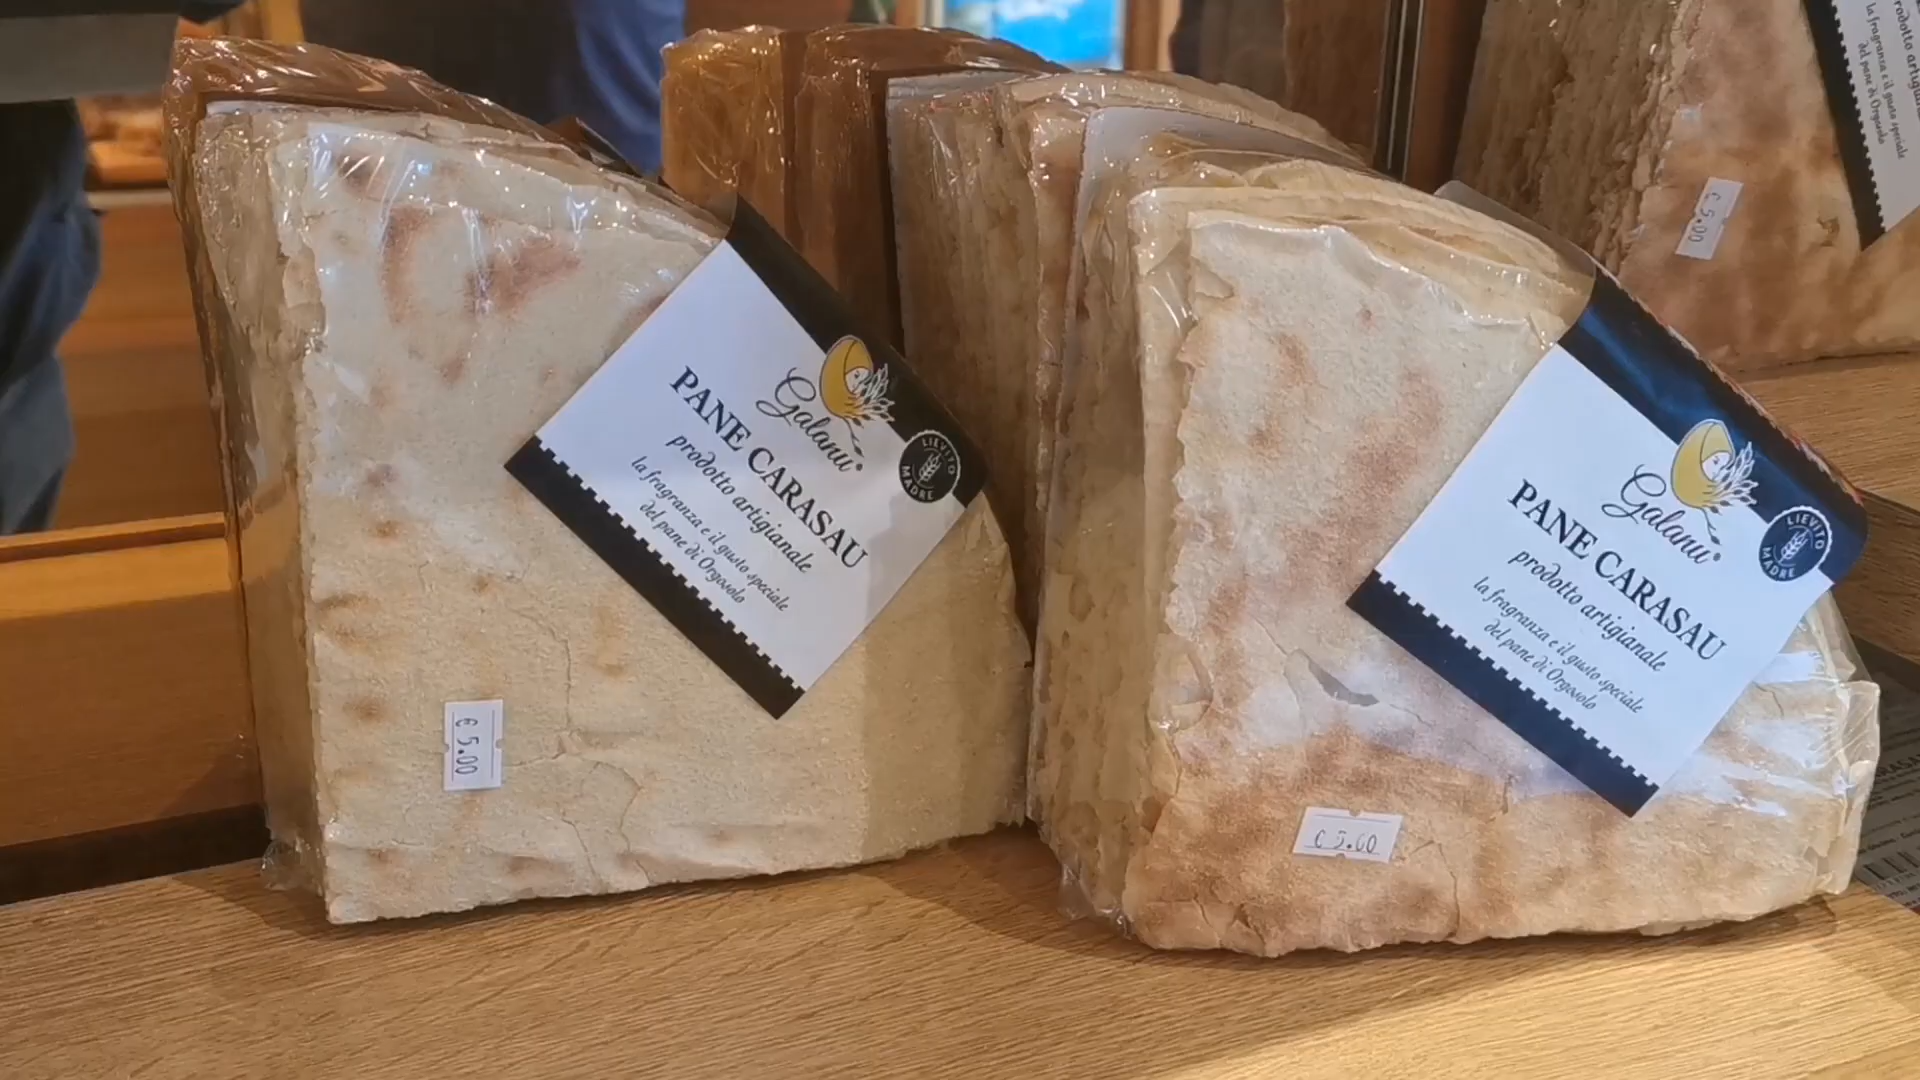 Galanu®
PANE CARASAU
prodotto artigianale
la fragranza e il gusto speciale
del pane di Orgosolo
LIEVITO
MADRE
€ 5.00
Galanu®
PANE CARASAU
prodotto artigianale
la fragranza e il gusto speciale
del pane di Orgosolo
LIEVITO
MADRE
€ 5.00
prodotto artigianale
la fragranza e il gusto speciale
del pane di Orgosolo
€ 5.00